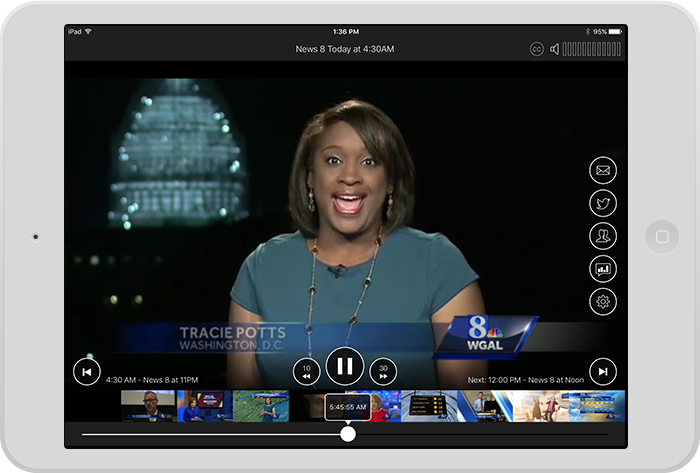 iPad
1:36 PM
95%
News 8 Today at 4:30AM
CC
TRACIE POTTS
WASHINGTON, D.C.
8
WGAL
10
30
4:30 AM - News 8 at 11PM
Next: 12:00 PM - News 8 at Noon
5:45:55 AM